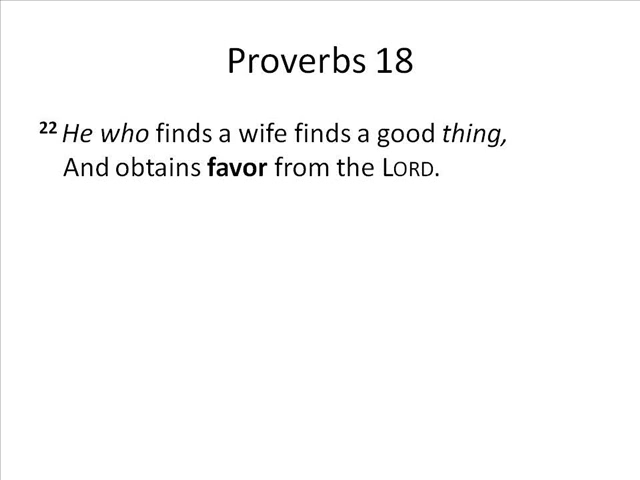 Proverbs 18
22 He who finds a wife finds a good thing,
And obtains favor from the LORD.